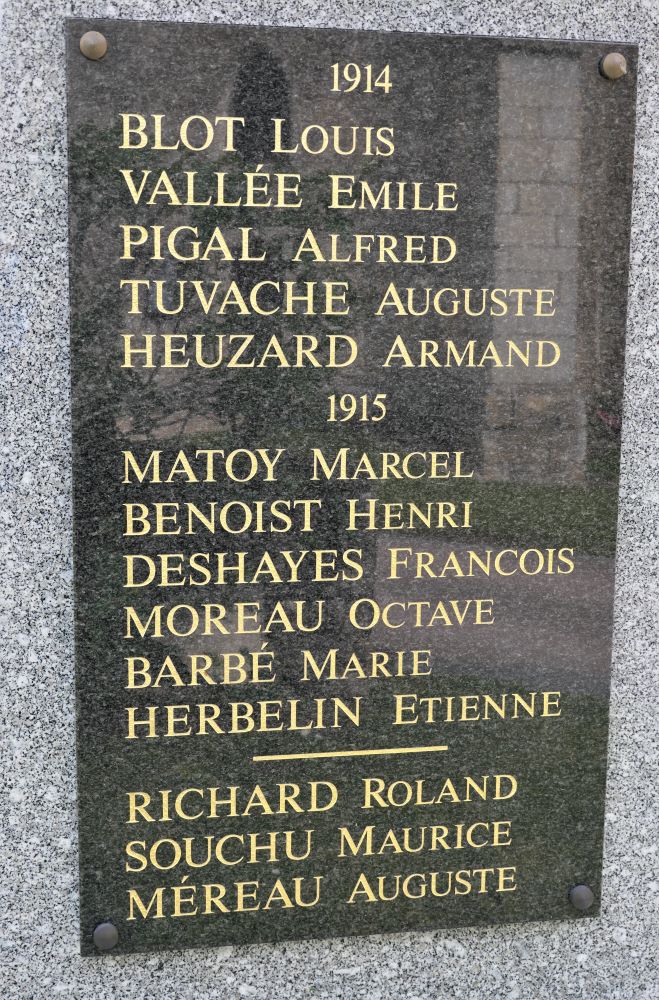 1914
BLOT LOUIS
VALLÉE EMILE
PIGAL ALFRED
TUVACHE AUGUSTE
HEUZARD ARMAND
1915
MATOY MARCEL
BENOIST HENRI
DESHAYES FRANCOIS
MOREAU OCTAVE
BARBÉ MARIE
HERBELIN ETIENNE
RICHARD ROLAND
SOUCHU MAURICE
MÉREAU AUGUSTE